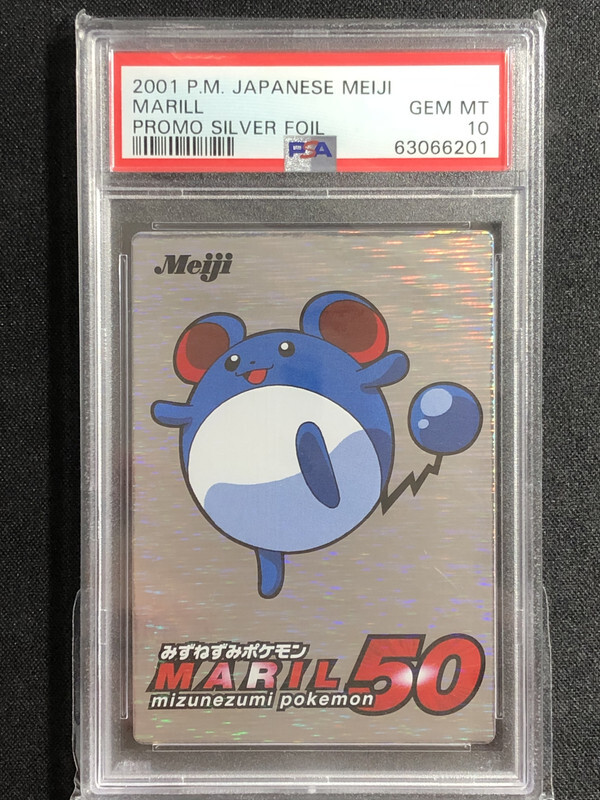 2001 P.M. JAPANESE MEIJI
MARILL GEM MT
PROMO SILVER FOIL 10
PSA 63066201
Meiji
みずねずみポケモン
MARIL 50
mizunezumi pokemon